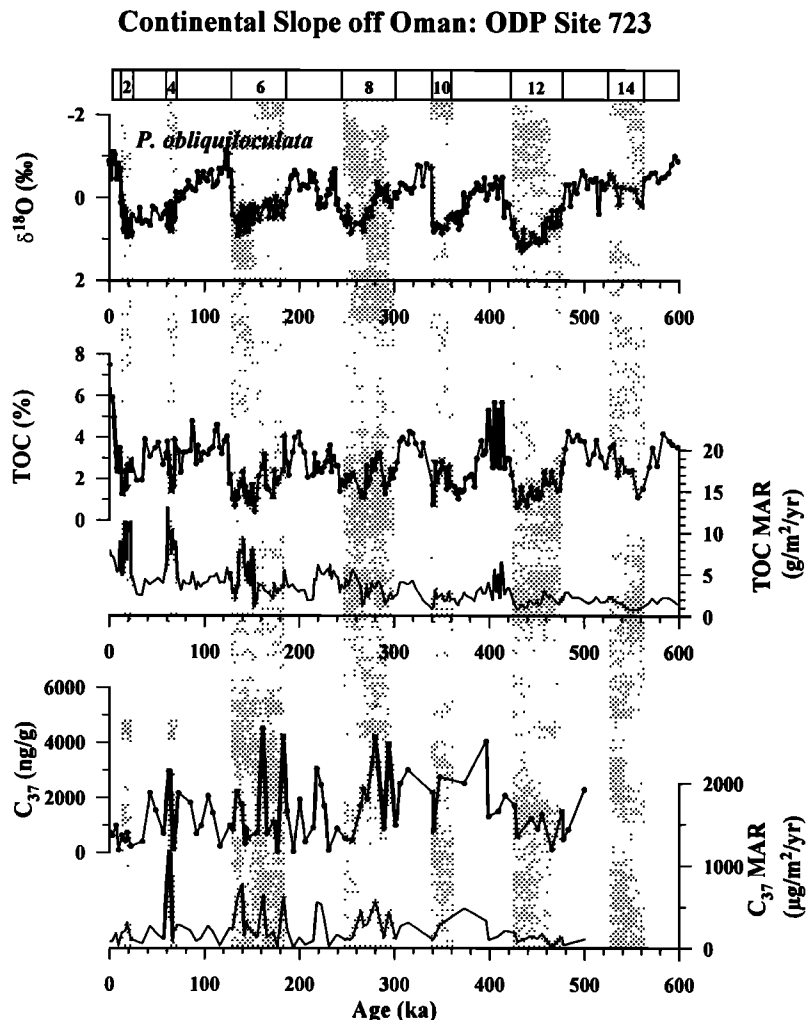 Continental Slope off Oman: ODP Site 723
2 4 6 8 10 12 14
P. obliquiloculata
-2
0
2
δ18O (‰)
0 100 200 300 400 500 600
8
6
4
2
0
TOC (%)
20
15
10
5
0
TOC MAR
(g/m²/yr)
0 100 200 300 400 500 600
6000
4000
2000
0
C37 (ng/g)
2000
1000
0
C37 MAR
(μg/m²/yr)
0 100 200 300 400 500 600
Age (ka)